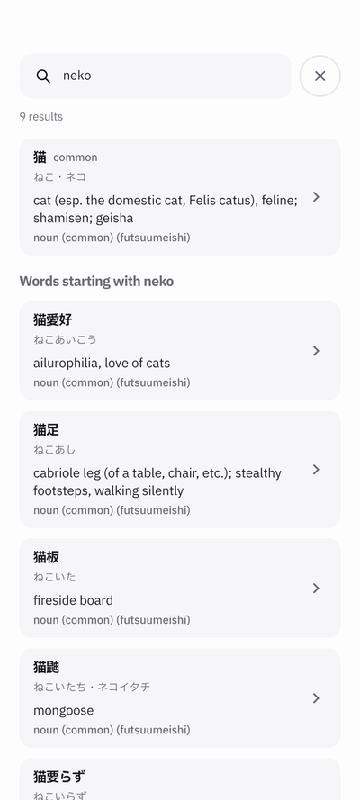 neko
9 results
猫 common
ねこ・ネコ
cat (esp. the domestic cat, Felis catus), feline;
shamisen; geisha
noun (common) (futsuumeishi)
Words starting with neko
猫愛好
ねこあいこう
ailurophilia, love of cats
noun (common) (futsuumeishi)
猫足
ねこあし
cabriole leg (of a table, chair, etc.); stealthy
footsteps, walking silently
noun (common) (futsuumeishi)
猫板
ねこいた
fireside board
noun (common) (futsuumeishi)
猫鼬
ねこいたち・ネコイタチ
mongoose
noun (common) (futsuumeishi)
猫要らず
ねこいらず